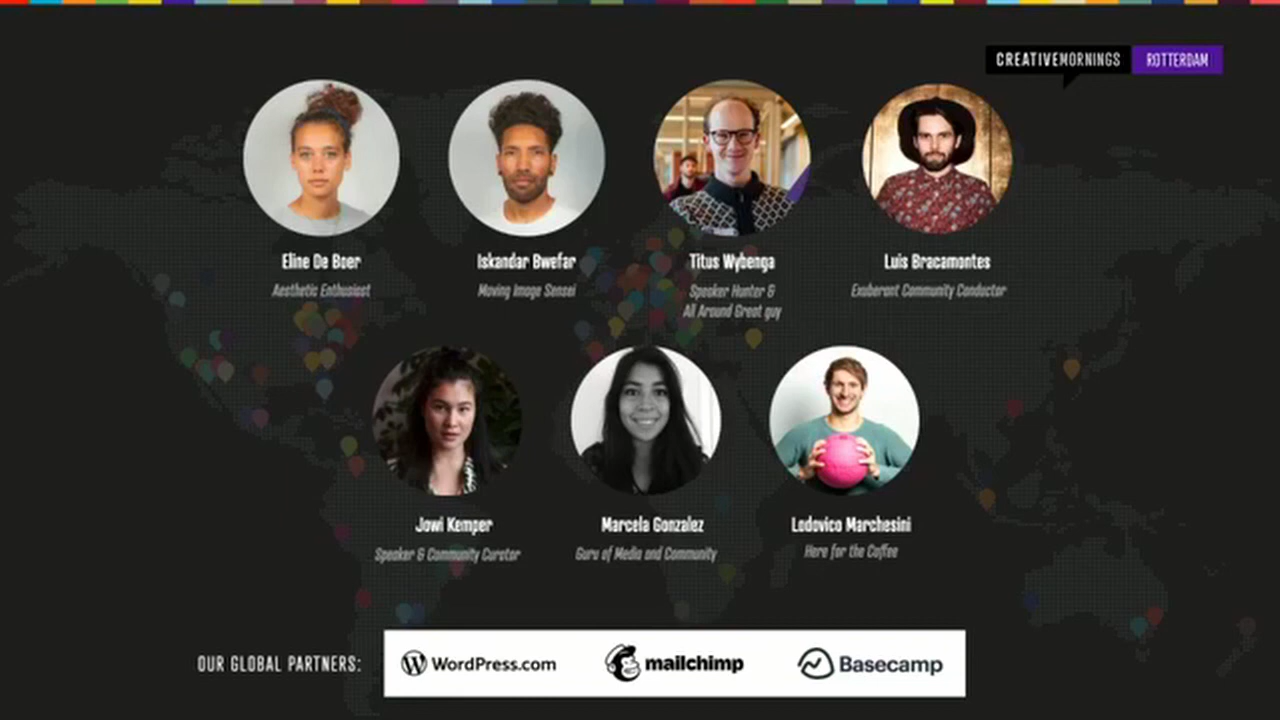 CREATIVEMORNINGS ROTTERDAM
Eline De Boer
Aesthetic Enthusiast
Iskandar Bwefar
Moving Image Sensei
Titus Wybenga
Speaker Hunter &
All Around Great guy
Luis Bracamontes
Exuberant Community Conductor
Jowi Kemper
Speaker & Community Curator
Marcela Gonzalez
Guru of Media and Community
Lodovico Marchesini
Here for the Coffee
OUR GLOBAL PARTNERS:
WordPress.com
mailchimp
Basecamp